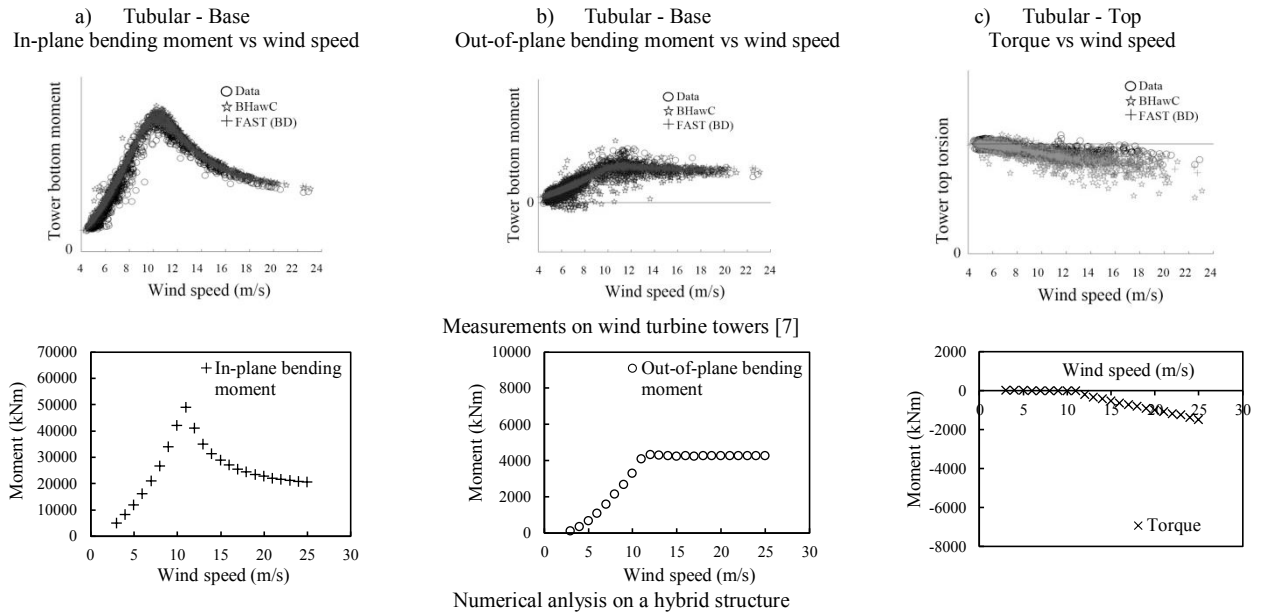 a) Tubular - Base
In-plane bending moment vs wind speed
b) Tubular - Base
Out-of-plane bending moment vs wind speed
c) Tubular - Top
Torque vs wind speed
Tower bottom moment
Data
BHawC
FAST (BD)
0
4 6 8 10 12 14 16 18 20 22 24
Wind speed (m/s)
Tower bottom moment
Data
BHawC
FAST (BD)
0
4 6 8 10 12 14 16 18 20 22 24
Wind speed (m/s)
Tower top torsion
Data
BHawC
FAST (BD)
0
4 6 8 10 12 14 16 18 20 22 24
Wind speed (m/s)
Measurements on wind turbine towers [7]
Moment (kNm)
70000
60000
50000
40000
30000
20000
10000
0
In-plane bending
moment
0 5 10 15 20 25 30
Wind speed (m/s)
Moment (kNm)
10000
8000
6000
4000
2000
0
Out-of-plane bending
moment
0 5 10 15 20 25 30
Wind speed (m/s)
Moment (kNm)
2000
0
-2000
-4000
-6000
-8000
Wind speed (m/s)
0 5 10 15 20 25 30
Torque
Numerical anlysis on a hybrid structure